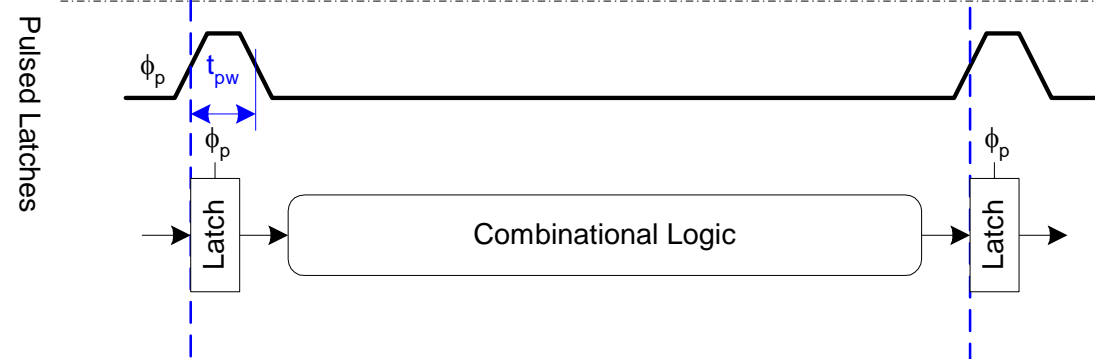 Pulsed Latches
ϕp
tpw
ϕp
ϕp
Latch
Combinational Logic
Latch